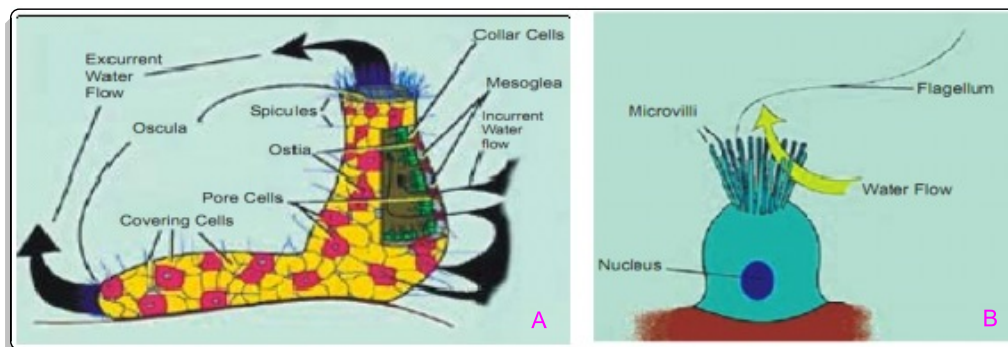 Excurrent
Water
Flow
Oscula
Spicules
Ostia
Pore Cells
Covering Cells
Collar Cells
Mesoglea
Incurrent
Water
flow
A
Flagellum
Microvilli
Water Flow
Nucleus
B